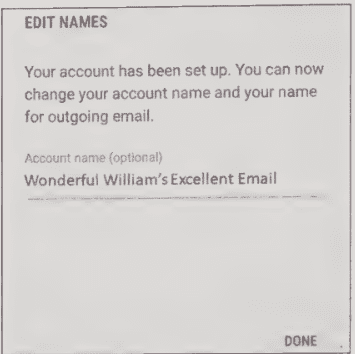 EDIT NAMES
Your account has been set up. You can now
change your account name and your name
for outgoing email.
Account name (optional)
Wonderful William's Excellent Email
DONE